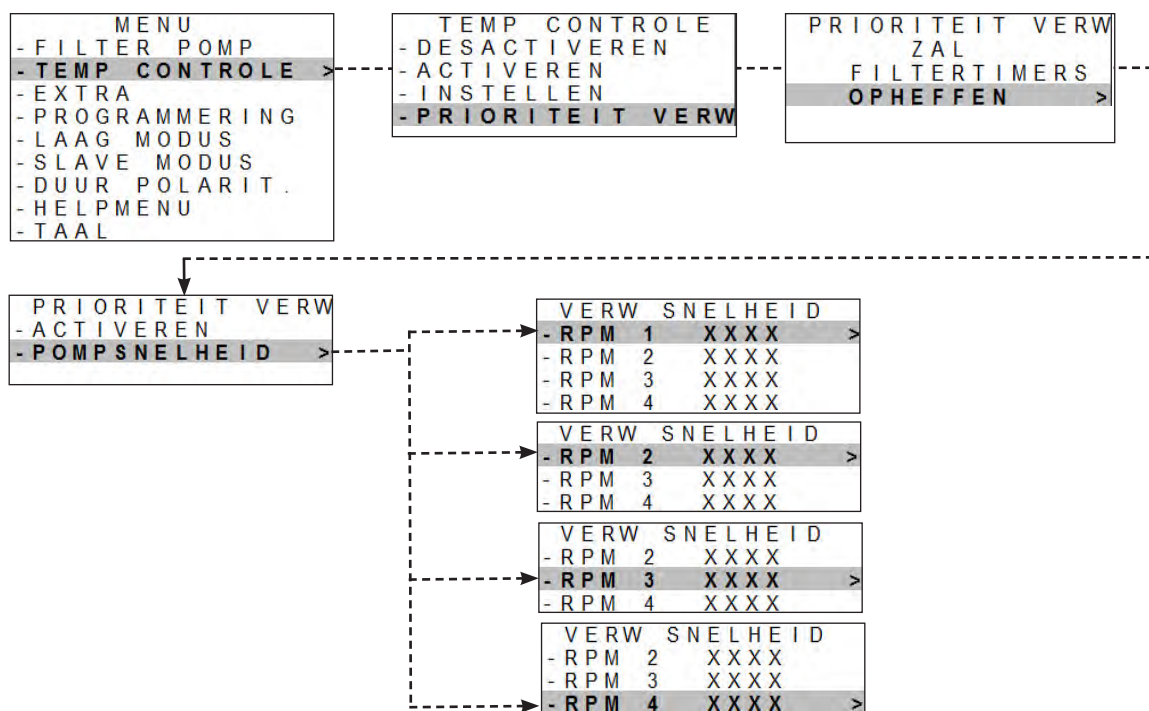 MENU
-FILTER POMP
-TEMP CONTROLE >
-EXTRA
-PROGRAMMERING
-LAAG MODUS
-SLAVE MODUS
-DUUR POLARIT.
-HELPMENU
-TAAL
TEMP CONTROLE
-DESACTIVEREN
-ACTIVEREN
-INSTELLEN
-PRIORITEIT VERW
PRIORITEIT VERW
ZAL
FILTERTIMERS
OPHEFFEN >
PRIORITEIT VERW
-ACTIVEREN
-POMPSNELHEID >
VERW SNELHEID
-RPM 1 XXXX >
-RPM 2 XXXX
-RPM 3 XXXX
-RPM 4 XXXX
VERW SNELHEID
-RPM 2 XXXX >
-RPM 3 XXXX
-RPM 4 XXXX
VERW SNELHEID
-RPM 2 XXXX
-RPM 3 XXXX >
-RPM 4 XXXX
VERW SNELHEID
-RPM 2 XXXX
-RPM 3 XXXX
-RPM 4 XXXX >